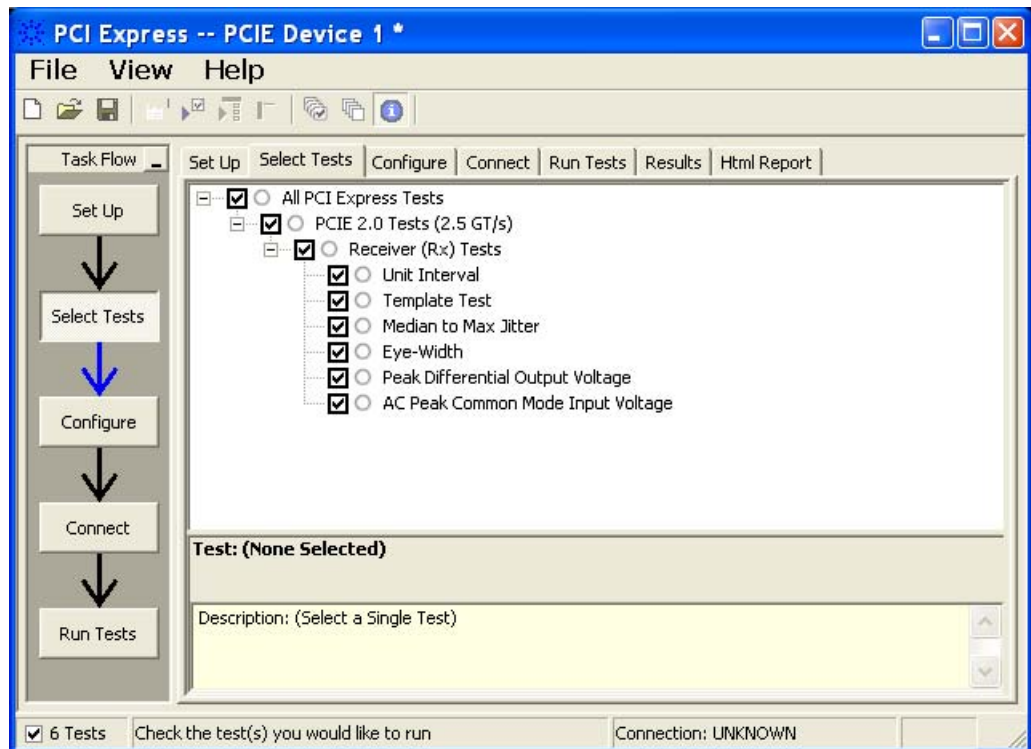 PCI Express -- PCIE Device 1 *
File View Help
Task Flow
Set Up
Select Tests
Configure
Connect
Run Tests
Set Up Select Tests Configure Connect Run Tests Results Html Report
All PCI Express Tests
PCIE 2.0 Tests (2.5 GT/s)
Receiver (Rx) Tests
Unit Interval
Template Test
Median to Max Jitter
Eye-Width
Peak Differential Output Voltage
AC Peak Common Mode Input Voltage
Test: (None Selected)
Description: (Select a Single Test)
6 Tests Check the test(s) you would like to run Connection: UNKNOWN